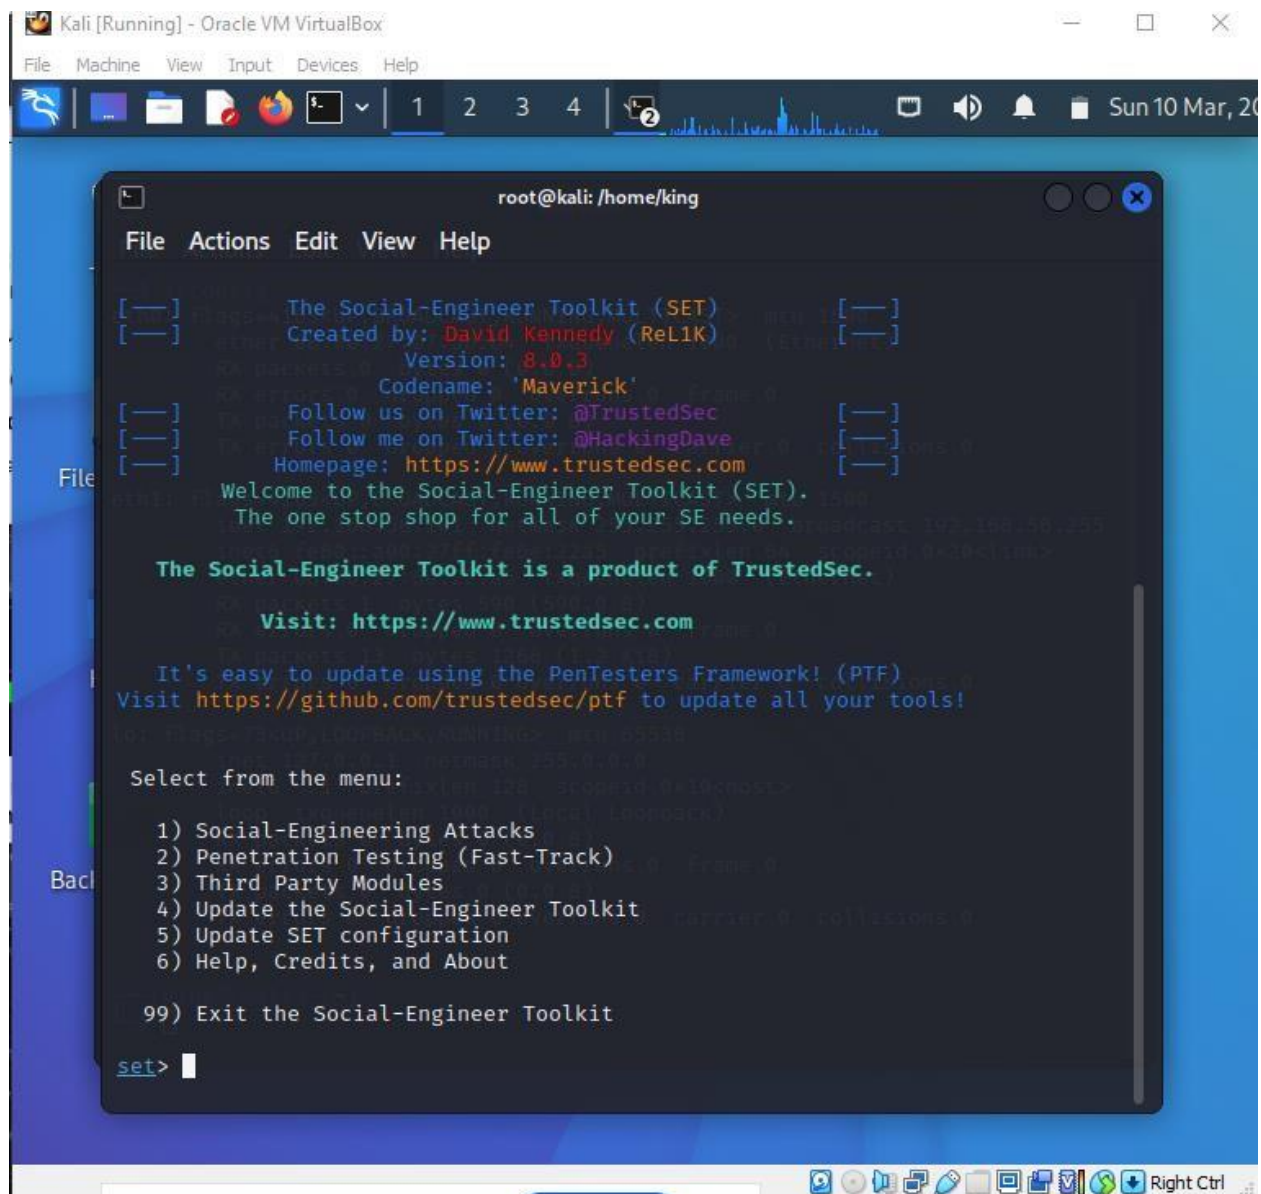 Kali [Running] - Oracle VM VirtualBox
File Machine View Input Devices Help
1 2 3 4 2 Sun 10 Mar, 20
root@kali: /home/king
File Actions Edit View Help
[—] The Social-Engineer Toolkit (SET) [—]
[—] Created by: David Kennedy (ReL1K) [—]
Version: 8.0.3
Codename: 'Maverick'
[—] Follow us on Twitter: @TrustedSec [—]
[—] Follow me on Twitter: @HackingDave [—]
[—] Homepage: https://www.trustedsec.com [—]
File
Welcome to the Social-Engineer Toolkit (SET).
The one stop shop for all of your SE needs.
The Social-Engineer Toolkit is a product of TrustedSec.
Visit: https://www.trustedsec.com
It's easy to update using the PenTesters Framework! (PTF)
Visit https://github.com/trustedsec/ptf to update all your tools!
Select from the menu:
1) Social-Engineering Attacks
2) Penetration Testing (Fast-Track)
3) Third Party Modules
Back
4) Update the Social-Engineer Toolkit
5) Update SET configuration
6) Help, Credits, and About
99) Exit the Social-Engineer Toolkit
set>
Right Ctrl